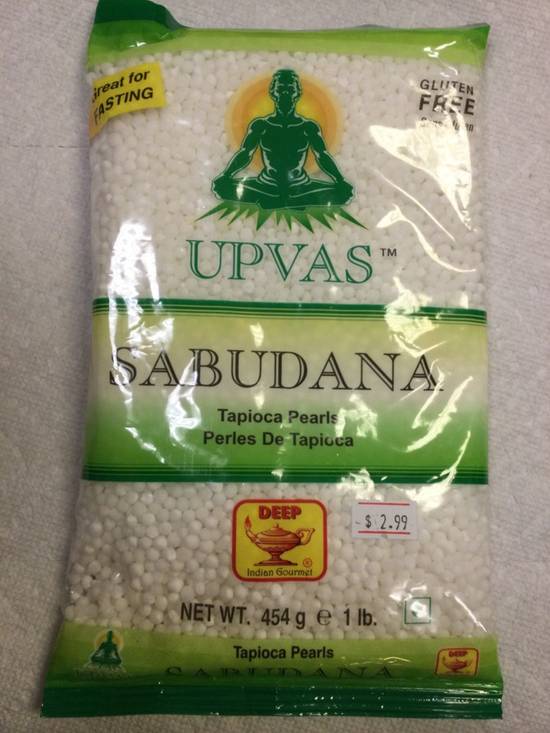 Great for
FASTING
GLUTEN
FREE
UPVAS™
SABUDANA
Tapioca Pearls
Perles De Tapioca
DEEP
Indian Gourmet®
$ 2.99
NET WT. 454 g ℮ 1 lb.
Tapioca Pearls
SABUDANA
DEEP